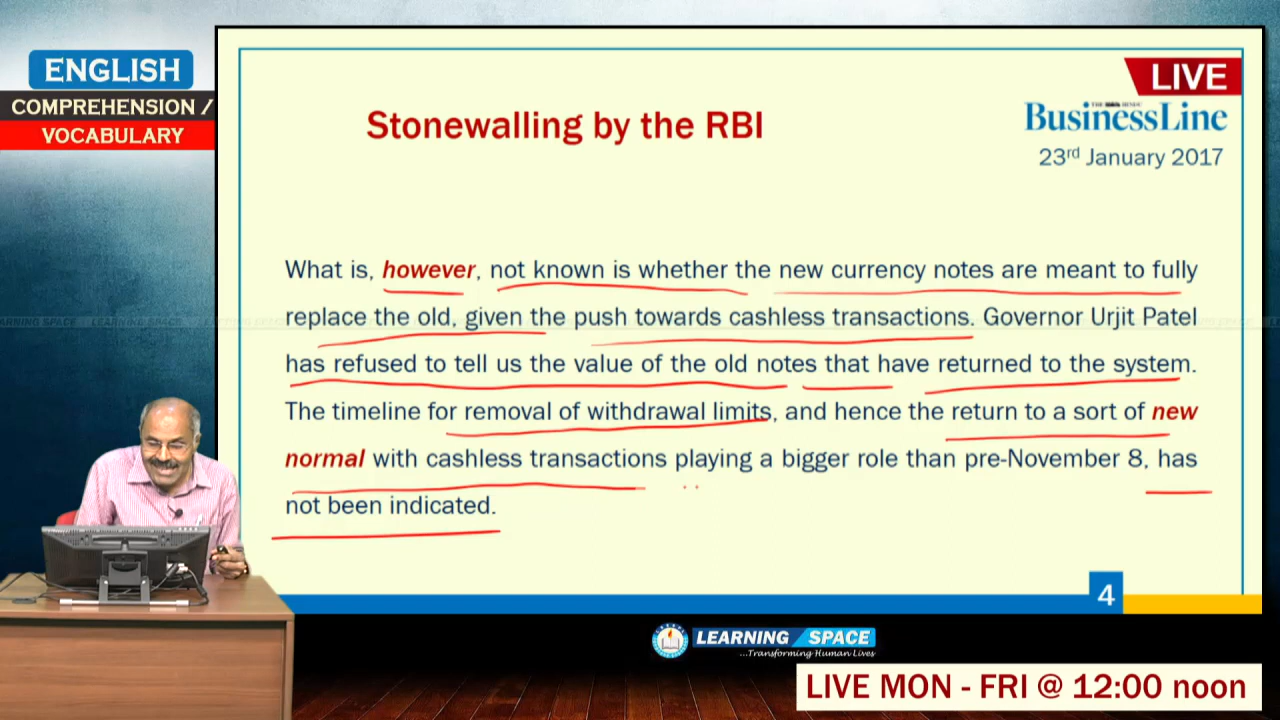 ENGLISH
COMPREHENSION /
VOCABULARY
LIVE
Stonewalling by the RBI
BusinessLine
23rd January 2017
What is, however, not known is whether the new currency notes are meant to fully
replace the old, given the push towards cashless transactions. Governor Urjit Patel
has refused to tell us the value of the old notes that have returned to the system.
The timeline for removal of withdrawal limits, and hence the return to a sort of new
normal with cashless transactions playing a bigger role than pre-November 8, has
not been indicated.
4
LEARNING SPACE
...Transforming Human Lives
LIVE MON - FRI @ 12:00 noon